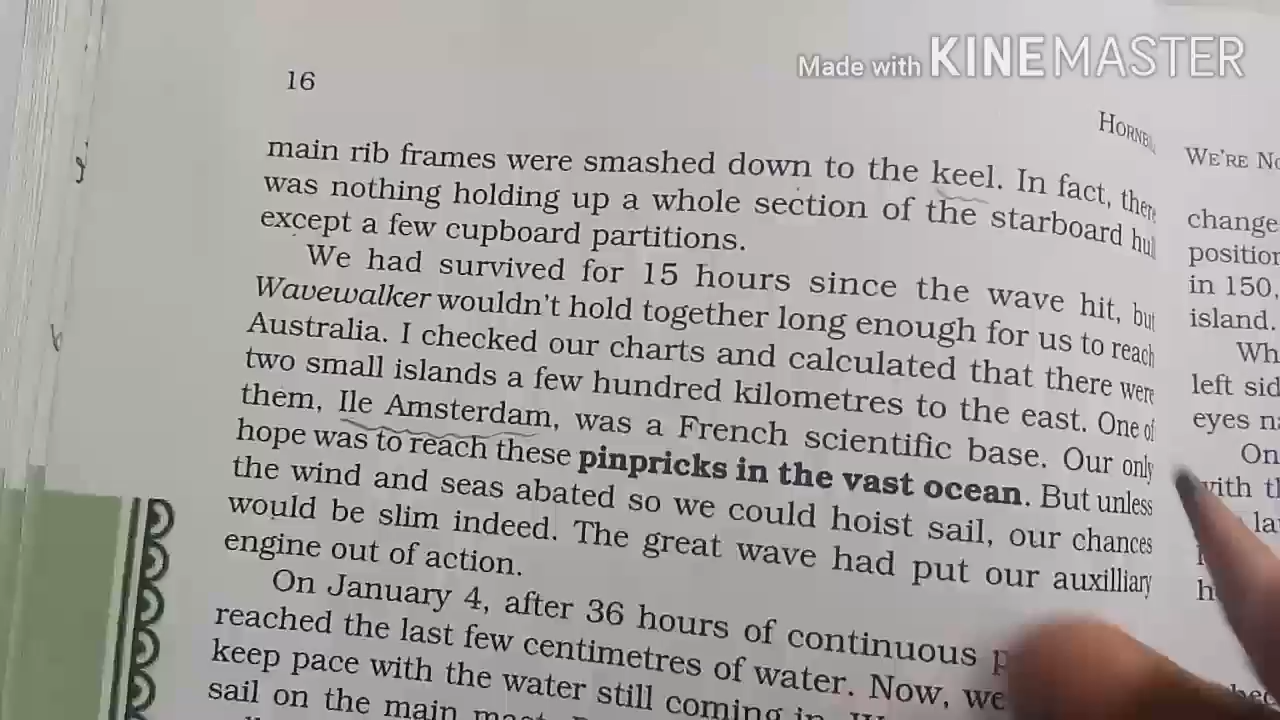 Made with KINEMASTER
16
HORNBILL
main rib frames were smashed down to the keel. In fact, there
was nothing holding up a whole section of the starboard hull
except a few cupboard partitions.
We had survived for 15 hours since the wave hit, but
Wavewalker wouldn't hold together long enough for us to reach
Australia. I checked our charts and calculated that there were
two small islands a few hundred kilometres to the east. One of
them, Ile Amsterdam, was a French scientific base. Our only
hope was to reach these pinpricks in the vast ocean. But unless
the wind and seas abated so we could hoist sail, our chances
would be slim indeed. The great wave had put our auxilliary
engine out of action.
On January 4, after 36 hours of continuous
reached the last few centimetres of water. Now, we
keep pace with the water still coming in.
sail on the main
WE'RE
change
in 150,
island.
left
eyes
On